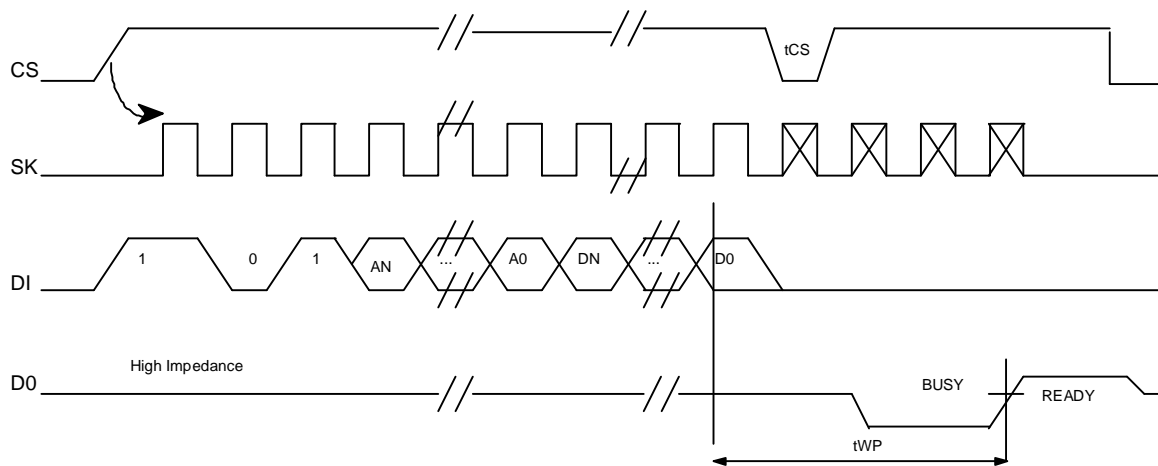 tCS
CS
SK
1 0 1 AN ... A0 DN ... D0
DI
High Impedance
D0
BUSY
READY
tWP